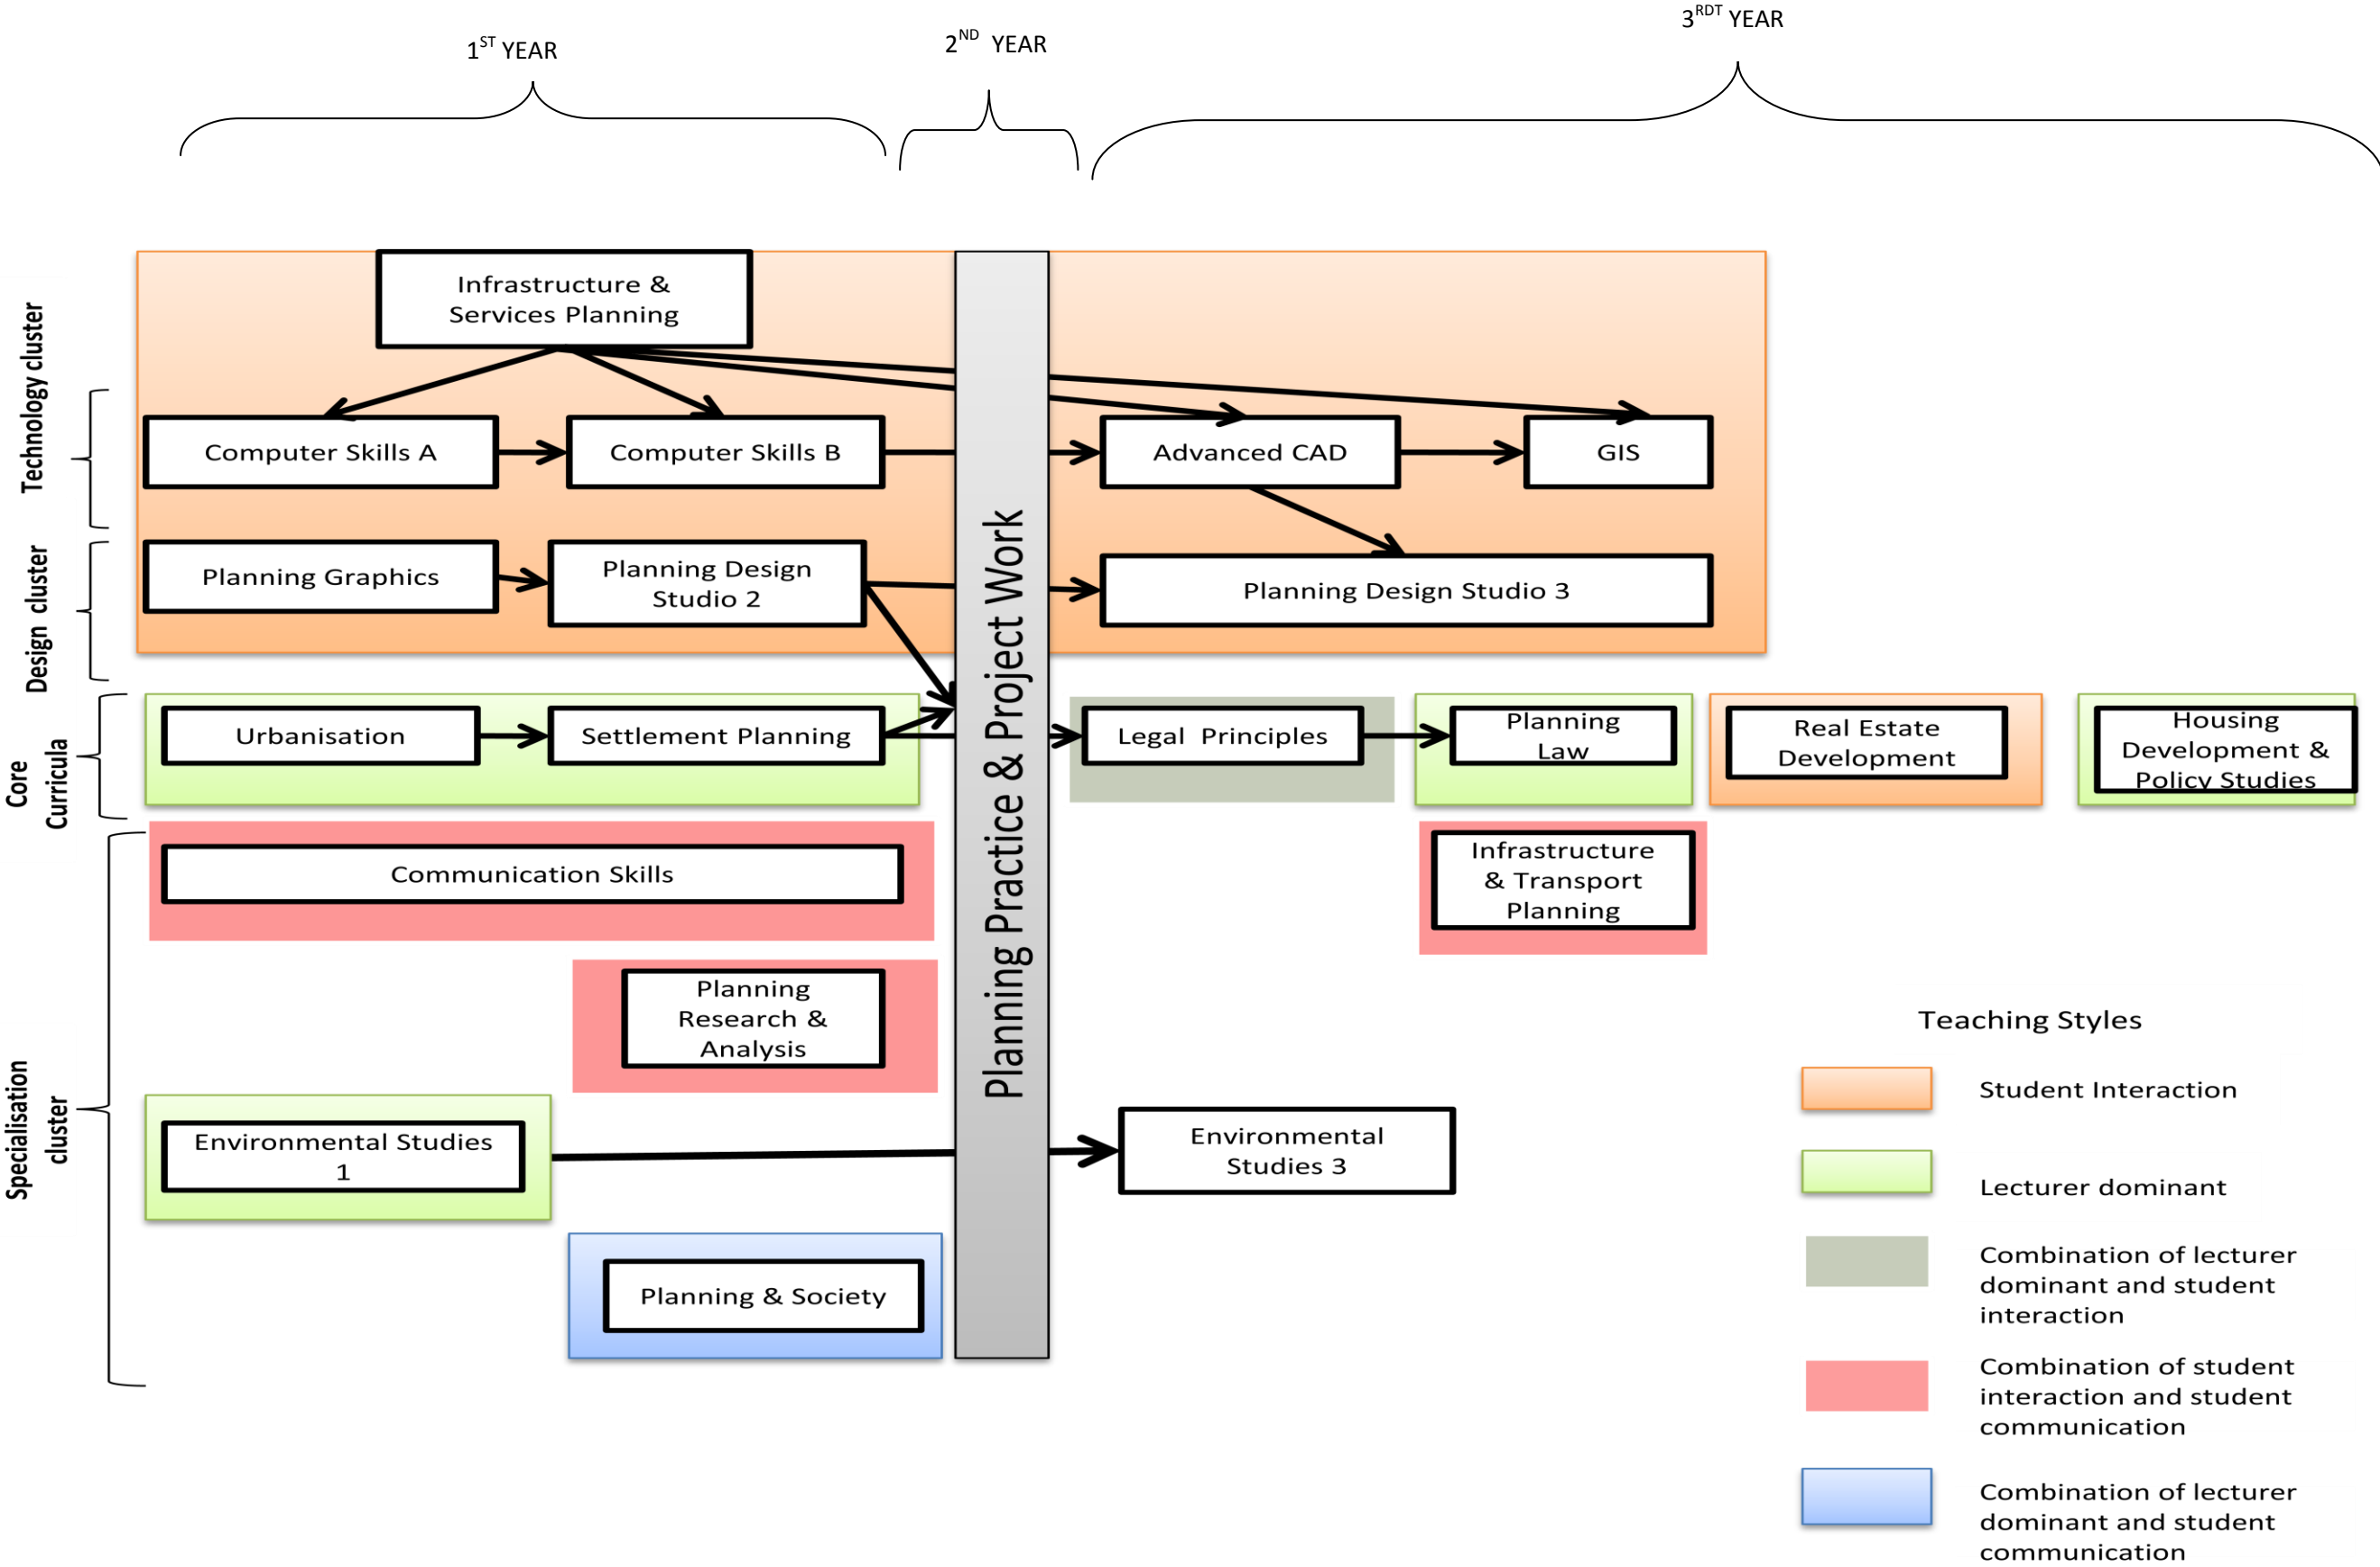 1ST YEAR
2ND YEAR
3RDT YEAR
Technology cluster
Infrastructure &
Services Planning
Computer Skills A
Computer Skills B
Advanced CAD
GIS
Design cluster
Planning Graphics
Planning Design
Studio 2
Planning Design Studio 3
Planning Practice & Project Work
Core
Curricula
Urbanisation
Settlement Planning
Legal Principles
Planning
Law
Real Estate
Development
Housing
Development &
Policy Studies
Specialisation
cluster
Communication Skills
Infrastructure
& Transport
Planning
Planning
Research &
Analysis
Environmental Studies
1
Environmental
Studies 3
Planning & Society
Teaching Styles
Student Interaction
Lecturer dominant
Combination of lecturer
dominant and student
interaction
Combination of student
interaction and student
communication
Combination of lecturer
dominant and student
communication